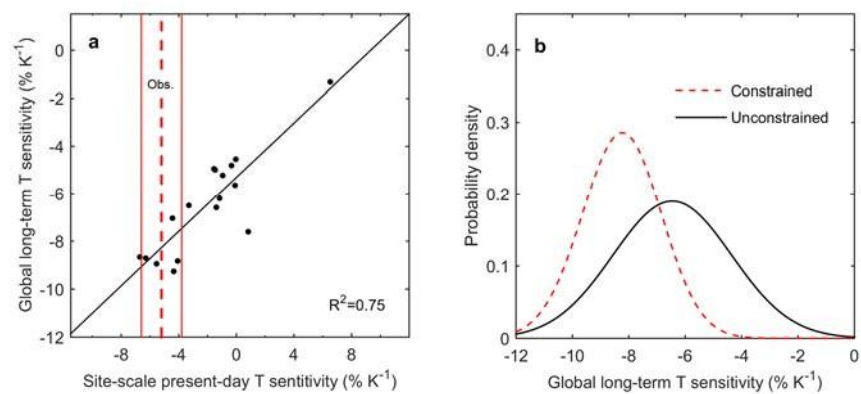 a
Obs.
R²=0.75
0
-2
-4
-6
-8
-10
-12
Global long-term T sensitivity (% K⁻¹)
-8
-4
0
4
8
Site-scale present-day T sentitivity (% K⁻¹)
b
Constrained
Unconstrained
0.4
0.3
0.2
0.1
0
Probability density
-12
-10
-8
-6
-4
-2
0
Global long-term T sensitivity (% K⁻¹)